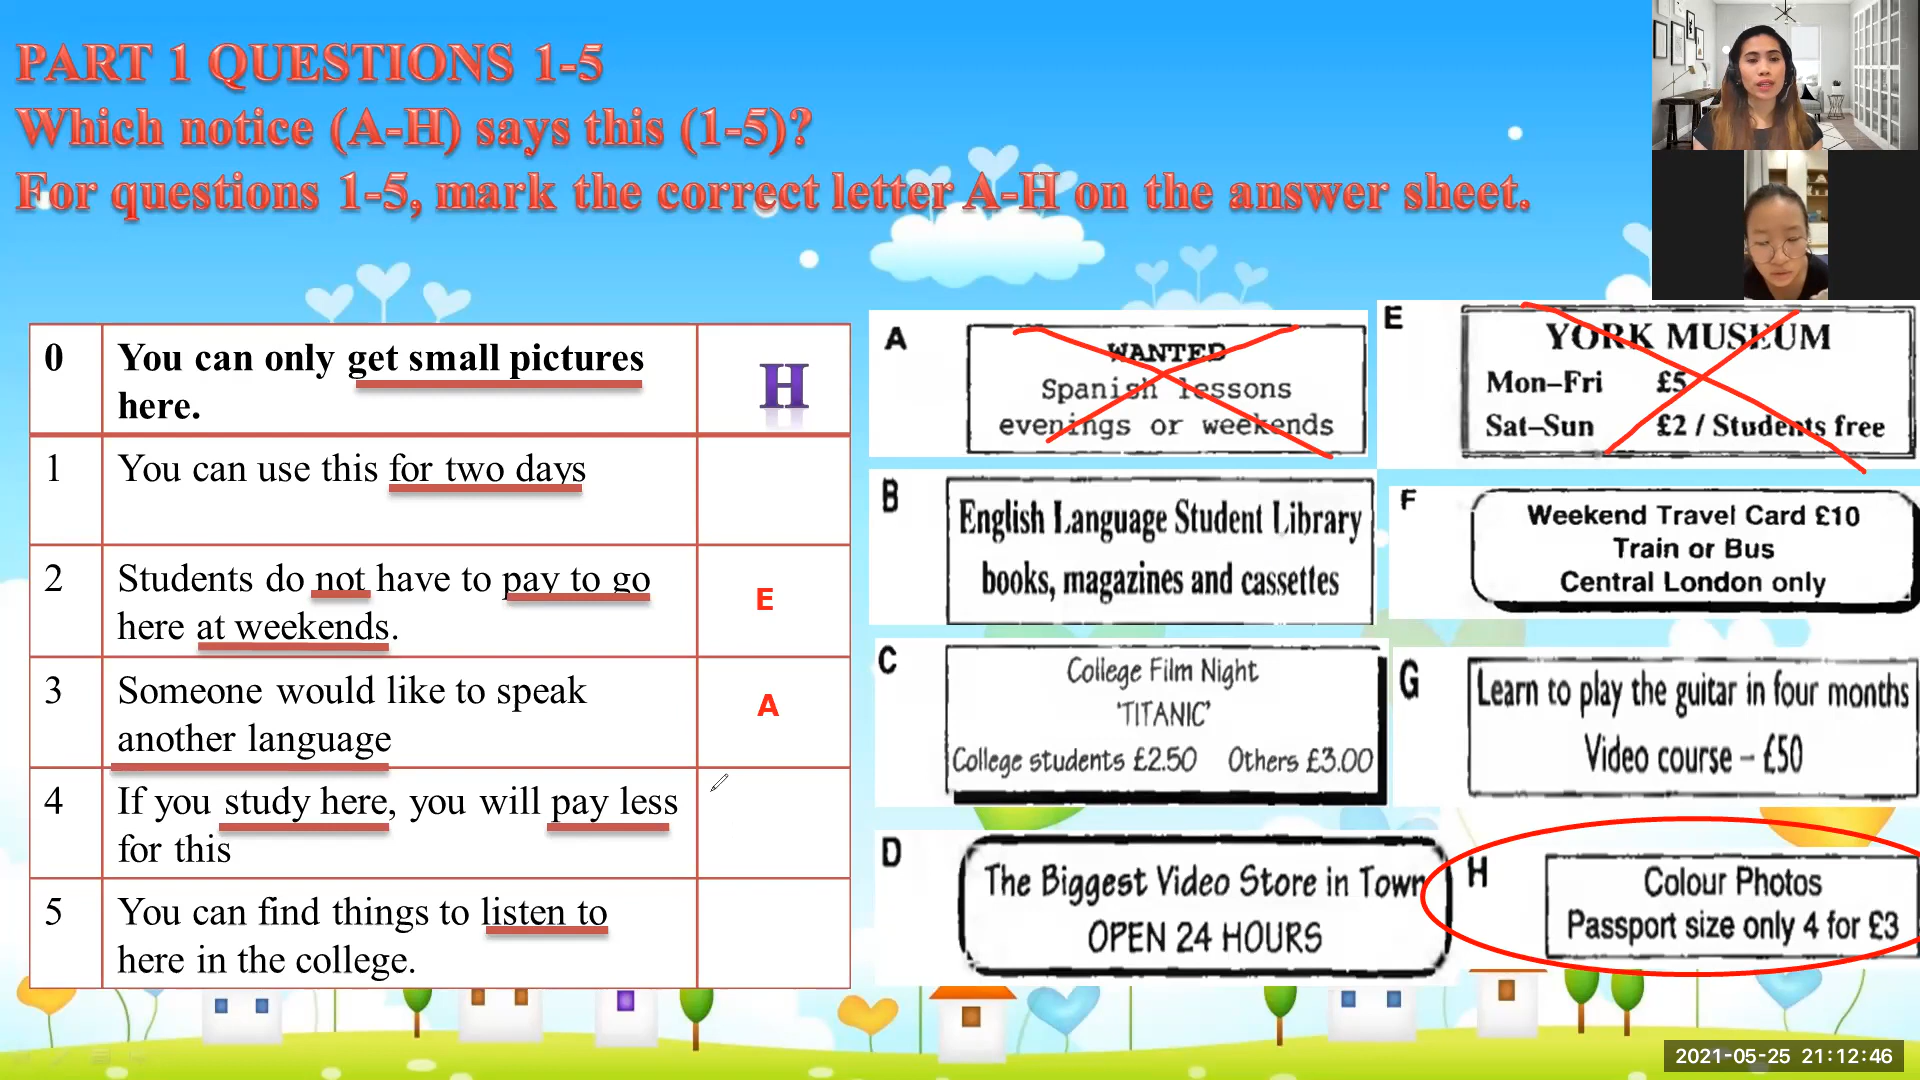 PART 1 QUESTIONS 1-5
Which notice (A-H) says this (1-5)?
For questions 1-5, mark the correct letter A-H on the answer sheet.
0 You can only get small pictures here. H
1 You can use this for two days
2 Students do not have to pay to go here at weekends. E
3 Someone would like to speak another language A
4 If you study here, you will pay less for this
5 You can find things to listen to here in the college.
A
WANTED
Spanish lessons
evenings or weekends
B
English Language Student Library
books, magazines and cassettes
C
College Film Night
'TITANIC'
College students £2.50 Others £3.00
D
The Biggest Video Store in Town
OPEN 24 HOURS
E
YORK MUSEUM
Mon–Fri £5
Sat–Sun £2 / Students free
F
Weekend Travel Card £10
Train or Bus
Central London only
G
Learn to play the guitar in four months
Video course – £50
H
Colour Photos
Passport size only 4 for £3
2021-05-25 21:12:46